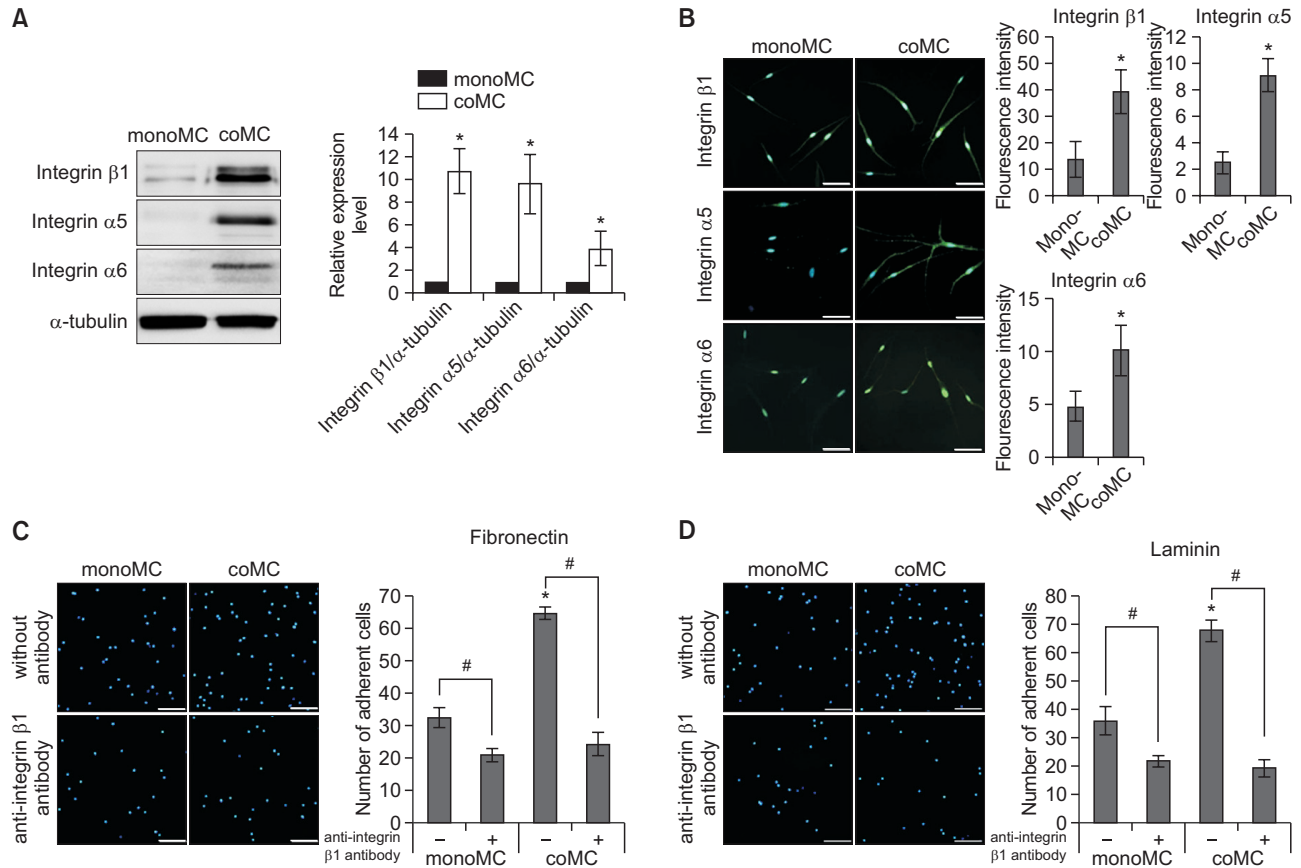 A
monoMC
coMC
monoMC coMC
Integrin β1
Integrin α5
Integrin α6
α-tubulin
Relative expression
level
14
12
10
8
6
4
2
0
*
*
*
Integrin β1/α-tubulin
Integrin α5/α-tubulin
Integrin α6/α-tubulin
B
monoMC coMC
Integrin β1
Integrin α5
Integrin α6
Integrin β1
Flourescence intensity
60
50
40
30
20
10
0
*
Mono-
MC
coMC
Integrin α5
Flourescence intensity
12
10
8
6
4
2
0
*
Mono-
MC
coMC
Integrin α6
Flourescence intensity
15
10
5
0
*
Mono-
MC
coMC
C
monoMC coMC
without
antibody
anti-integrin β1
antibody
Fibronectin
Number of adherent cells
70
60
50
40
30
20
10
0
#
*
#
anti-integrin
β1 antibody
− + − +
monoMC coMC
D
monoMC coMC
without
antibody
anti-integrin β1
antibody
Laminin
Number of adherent cells
80
70
60
50
40
30
20
10
0
#
*
#
anti-integrin
β1 antibody
− + − +
monoMC coMC